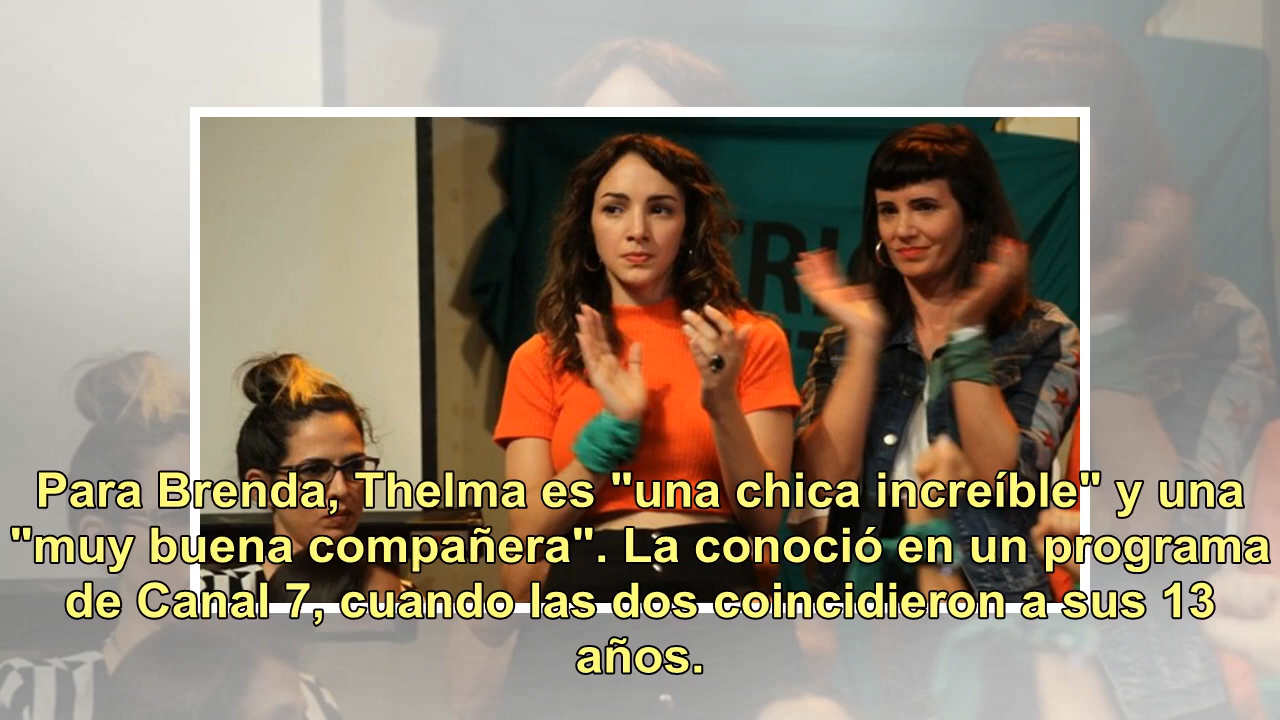 TRI
Para Brenda, Thelma es "una chica increíble" y una
"muy buena compañera". La conoció en un programa
de Canal 7, cuando las dos coincidieron a sus 13
años.